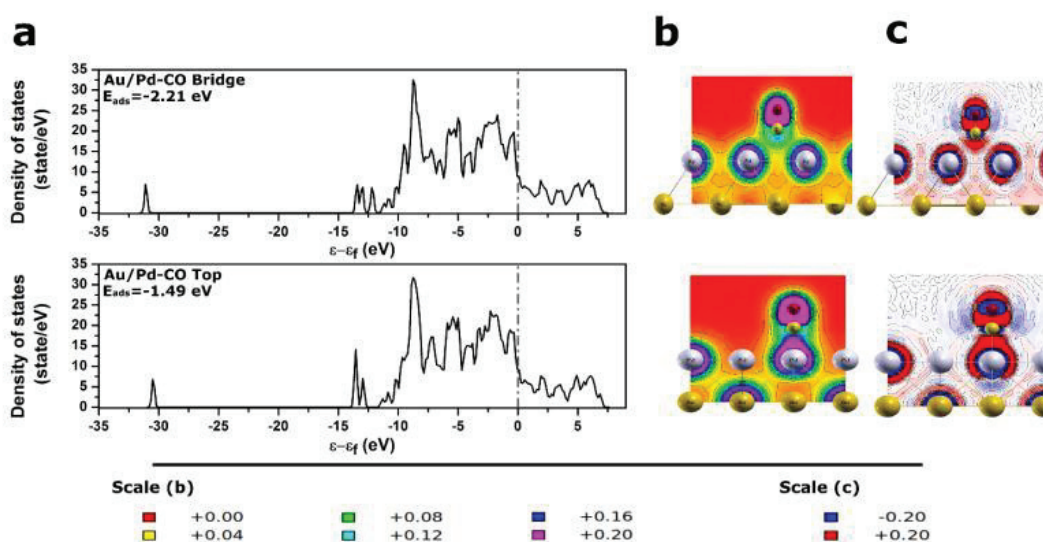 a
b
c
Density of states
(state/eV)
Au/Pd-CO Bridge
E_ads=-2.21 eV
35
30
25
20
15
10
5
0
-35 -30 -25 -20 -15 -10 -5 0 5
ε-ε_f (eV)
Density of states
(state/eV)
Au/Pd-CO Top
E_ads=-1.49 eV
35
30
25
20
15
10
5
0
-35 -30 -25 -20 -15 -10 -5 0 5
ε-ε_f (eV)
Scale (b)
Scale (c)
+0.00 +0.08 +0.16 -0.20
+0.04 +0.12 +0.20 +0.20